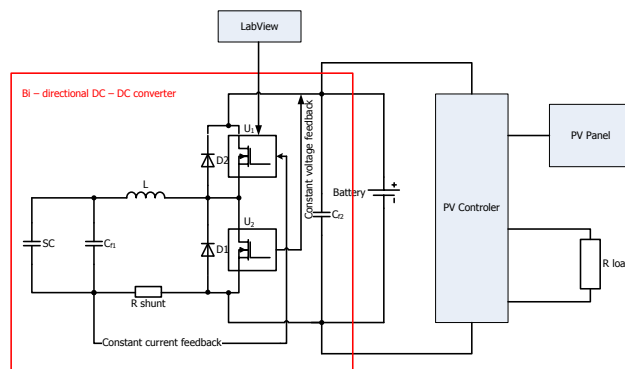 LabView
Bi – directional DC – DC converter
U1
D2
Constant voltage feedback
PV Panel
L
Battery
+
PV Controler
U2
SC
Cf1
D1
Cf2
R loa
R shunt
Constant current feedback